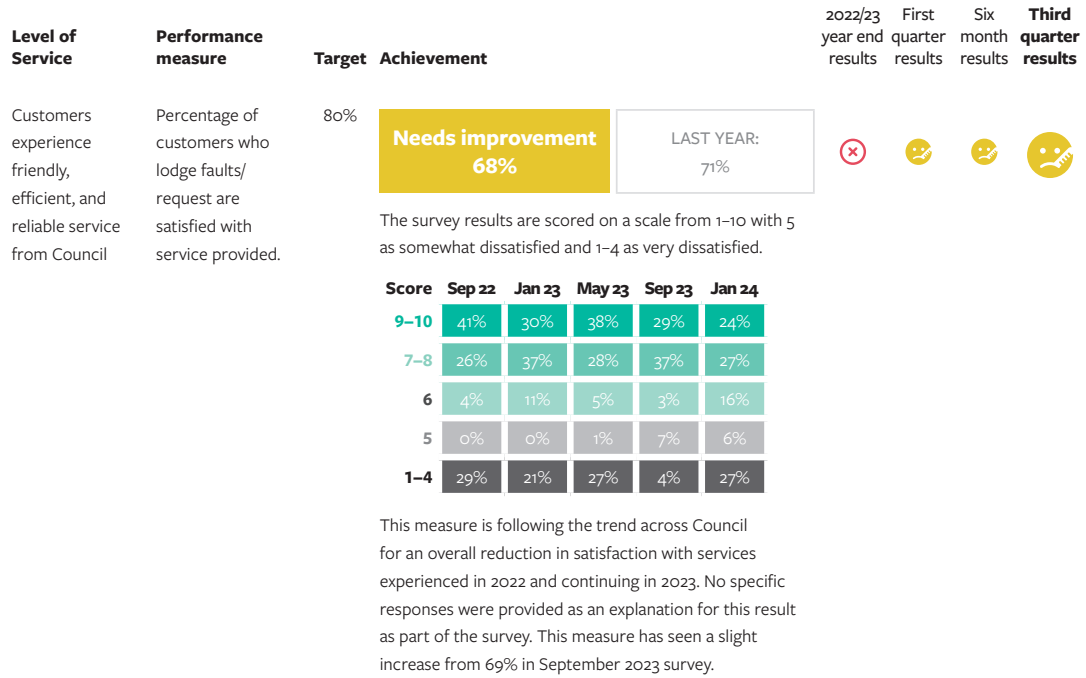 Level of Service
Performance measure
Target
Achievement
2022/23 year end results
First quarter results
Six month results
Third quarter results
Customers
experience
friendly,
efficient, and
reliable service
from Council
Percentage of
customers who
lodge faults/
request are
satisfied with
service provided.
80%
Needs improvement
68%
LAST YEAR:
71%
The survey results are scored on a scale from 1–10 with 5
as somewhat dissatisfied and 1–4 as very dissatisfied.
Score Sep 22 Jan 23 May 23 Sep 23 Jan 24
9–10 41% 30% 38% 29% 24%
7–8 26% 37% 28% 37% 27%
6 4% 11% 5% 3% 16%
5 0% 0% 1% 7% 6%
1–4 29% 21% 27% 4% 27%
This measure is following the trend across Council
for an overall reduction in satisfaction with services
experienced in 2022 and continuing in 2023. No specific
responses were provided as an explanation for this result
as part of the survey. This measure has seen a slight
increase from 69% in September 2023 survey.